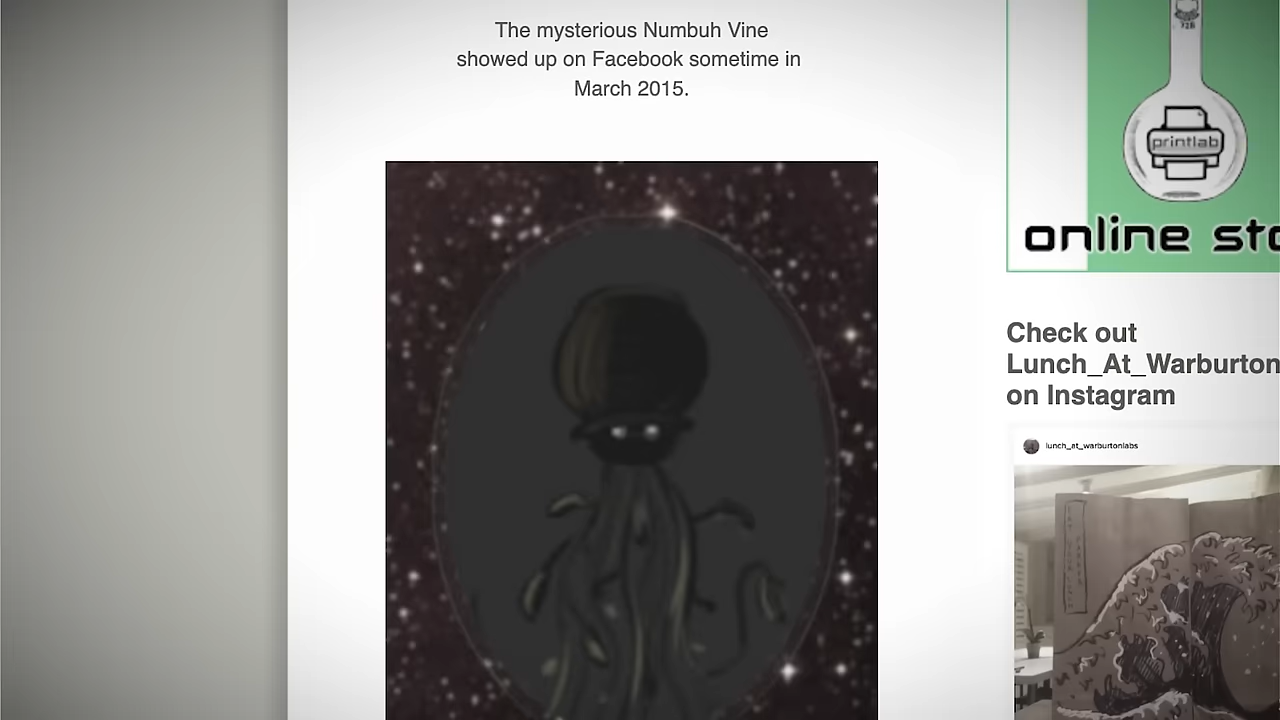 The mysterious Numbuh Vine
showed up on Facebook sometime in
March 2015.
printlab
online sto
Check out
Lunch_At_Warburton
on Instagram
lunch_at_warburtonlabs